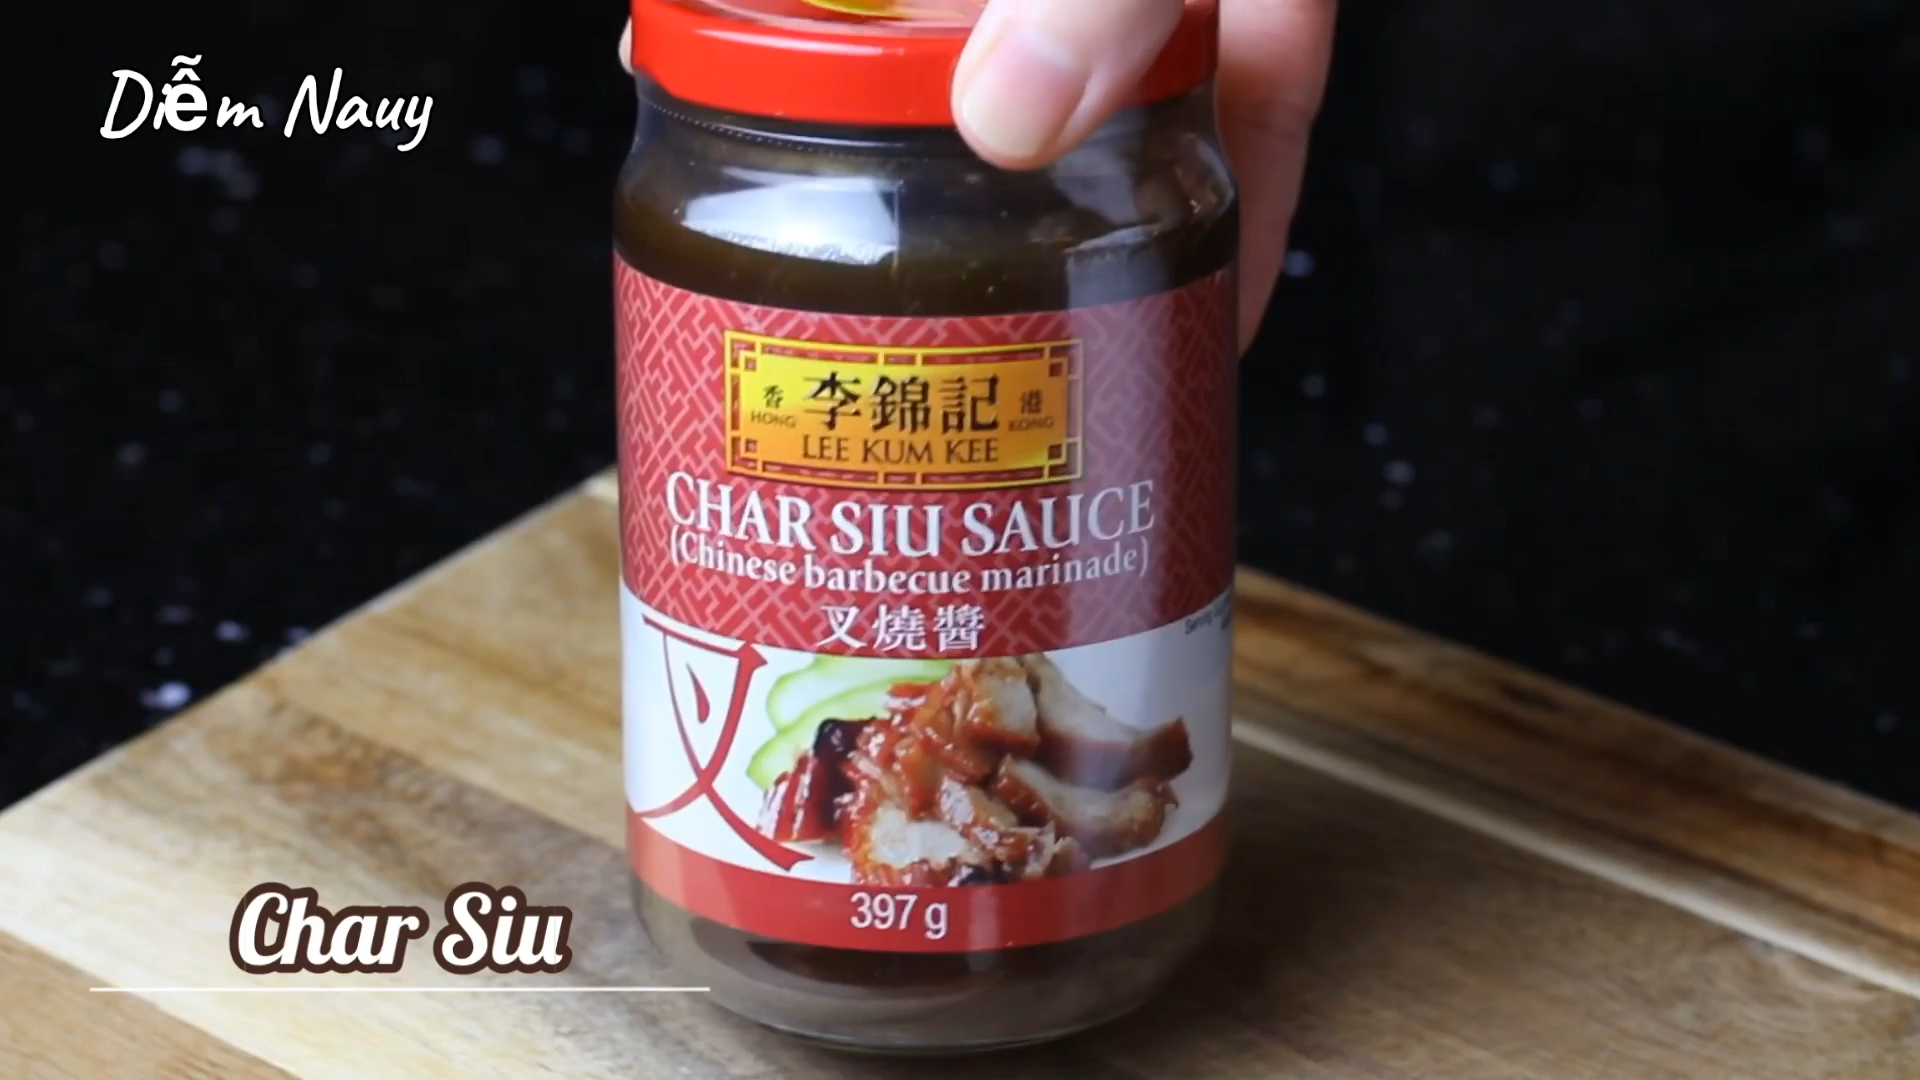 Diễm Nauy
香 李錦記 港
HONG KONG
LEE KUM KEE
CHAR SIU SAUCE
(Chinese barbecue marinade)
叉燒醬
叉
397 g
Char Siu